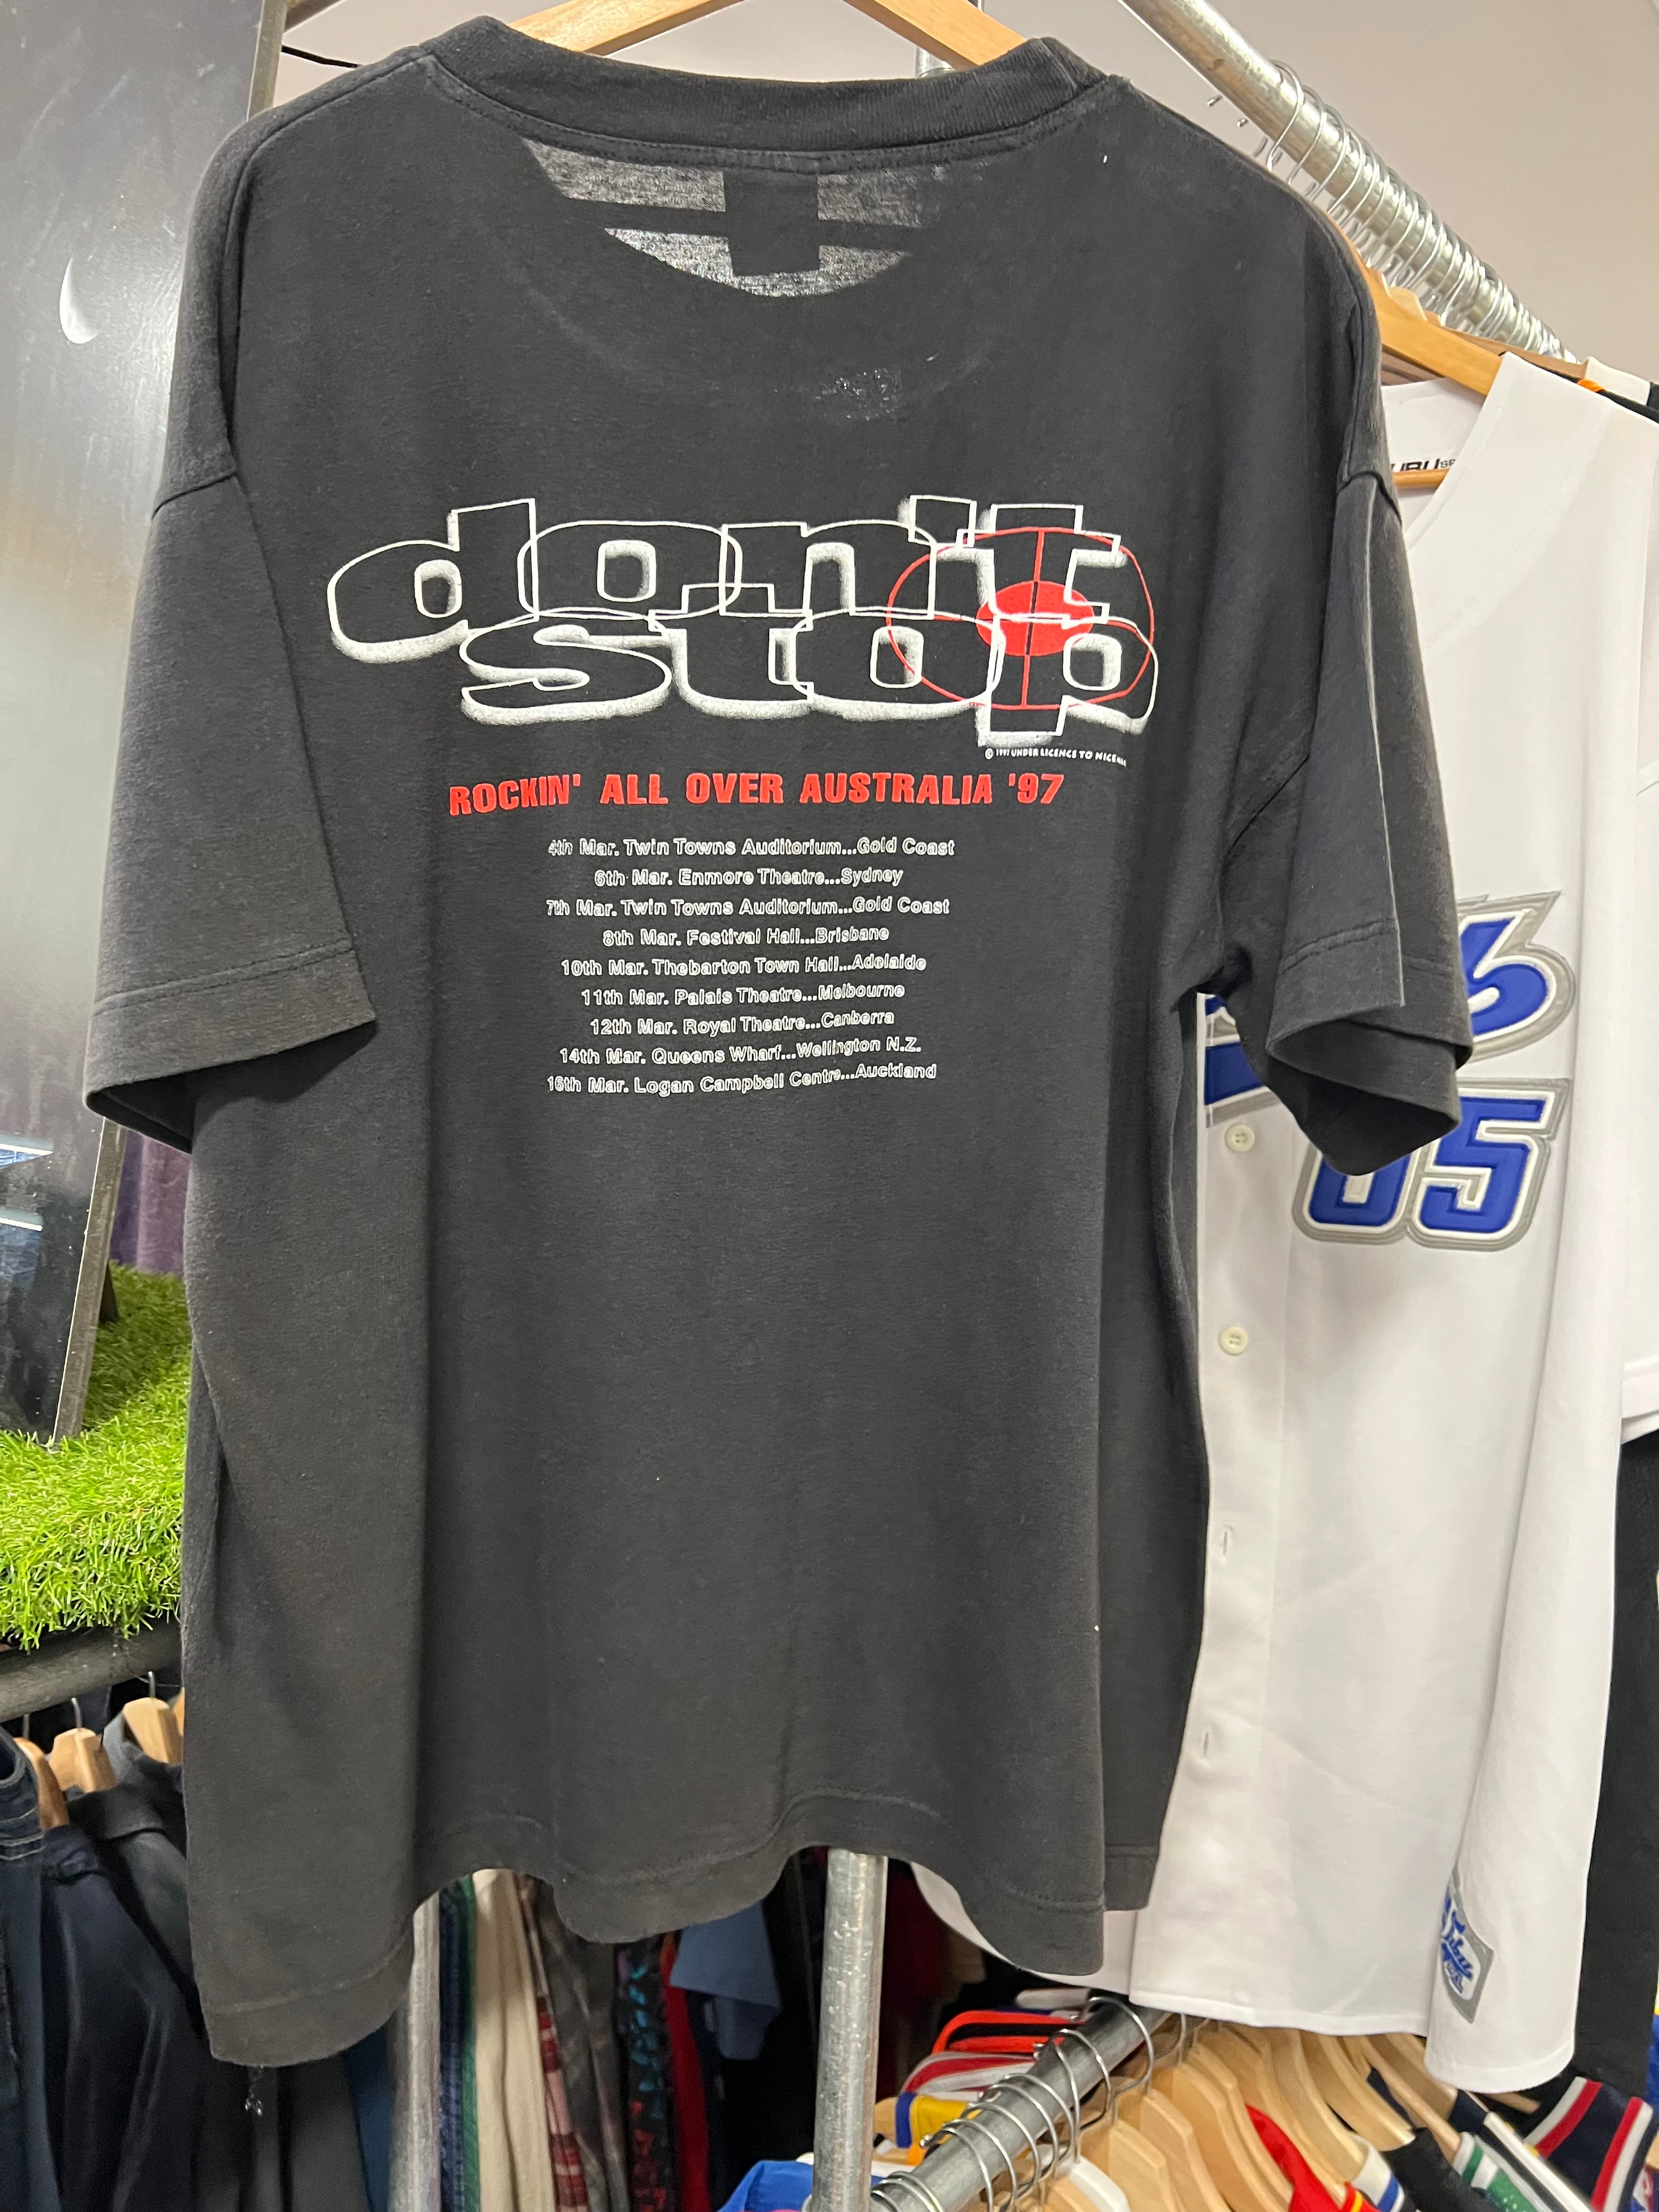 don't
stop
UNDER LICENCE TO NICE
ROCKIN' ALL OVER AUSTRALIA '97
4th Mar. Twin Towns Auditorium...Gold Coast
6th Mar. Enmore Theatre...Sydney
7th Mar. Twin Towns Auditorium...Gold Coast
8th Mar. Festival Hall...Brisbane
10th Mar. Thebarton Town Hall...Adelaide
11th Mar. Palais Theatre...Melbourne
12th Mar. Royal Theatre...Canberra
14th Mar. Queens Wharf...Wellington N.Z.
16th Mar. Logan Campbell Centre...Auckland
05